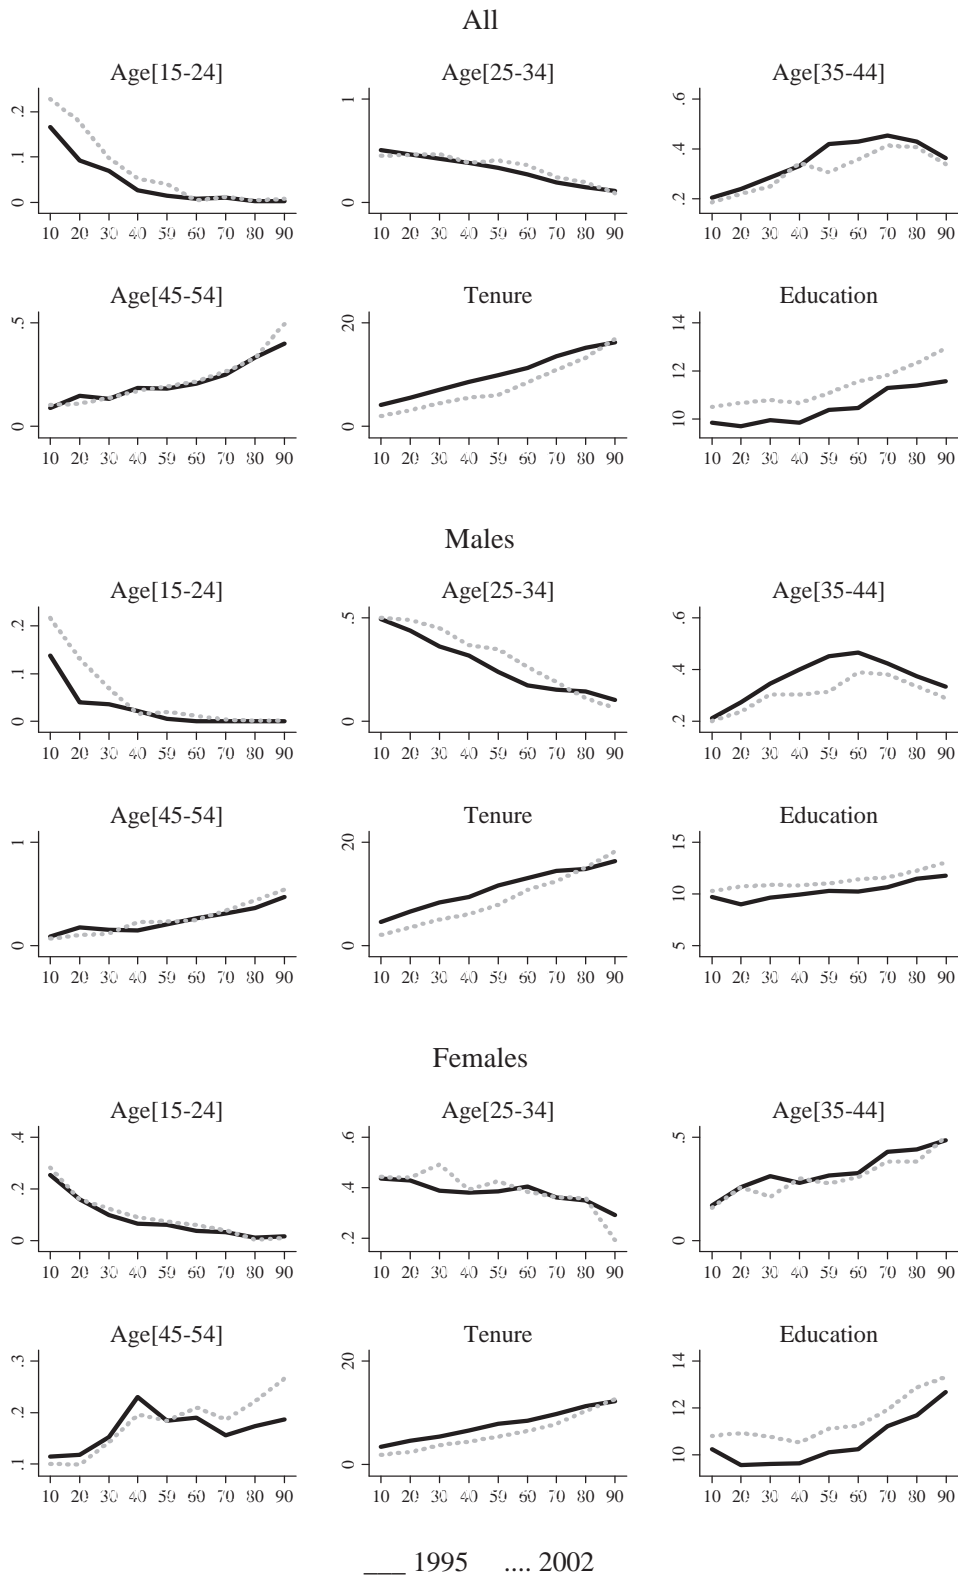 All
Age[15-24] Age[25-34] Age[35-44]
0 .1 .2
0 1
.2 .4 .6
10 20 30 40 50 60 70 80 90 10 20 30 40 50 60 70 80 90 10 20 30 40 50 60 70 80 90
Age[45-54] Tenure Education
0 .5
0 20
10 12 14
10 20 30 40 50 60 70 80 90 10 20 30 40 50 60 70 80 90 10 20 30 40 50 60 70 80 90
Males
Age[15-24] Age[25-34] Age[35-44]
0 .1 .2
0 .5
.2 .4 .6
10 20 30 40 50 60 70 80 90 10 20 30 40 50 60 70 80 90 10 20 30 40 50 60 70 80 90
Age[45-54] Tenure Education
0 1
0 20
5 10 15
10 20 30 40 50 60 70 80 90 10 20 30 40 50 60 70 80 90 10 20 30 40 50 60 70 80 90
Females
Age[15-24] Age[25-34] Age[35-44]
0 .2 .4
.2 .4 .6
0 .5
10 20 30 40 50 60 70 80 90 10 20 30 40 50 60 70 80 90 10 20 30 40 50 60 70 80 90
Age[45-54] Tenure Education
.1 .2 .3
0 20
10 12 14
10 20 30 40 50 60 70 80 90 10 20 30 40 50 60 70 80 90 10 20 30 40 50 60 70 80 90
___ 1995 .... 2002